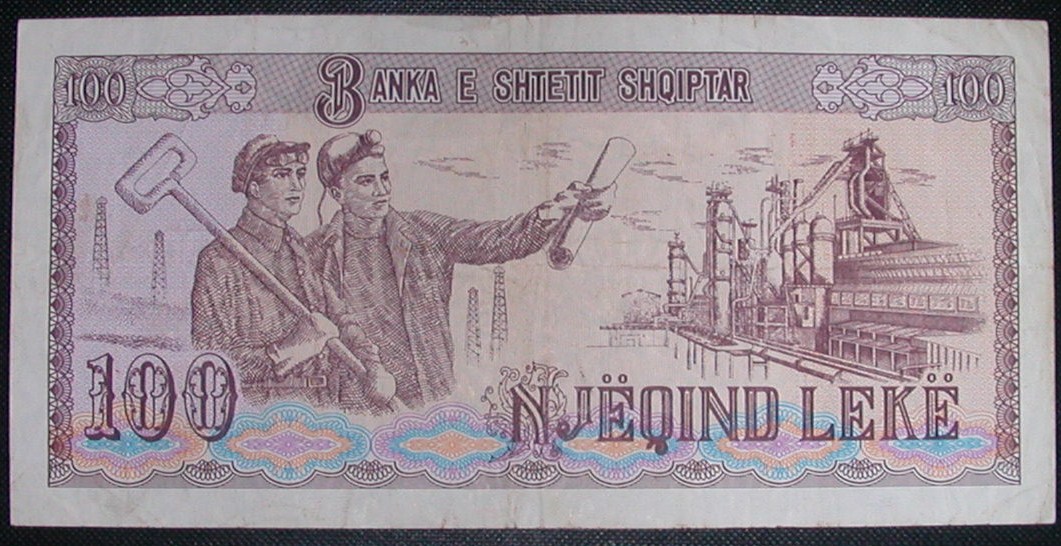 100 BANKA E SHTETIT SHQIPTAR 100
100 NJËQIND LEKË